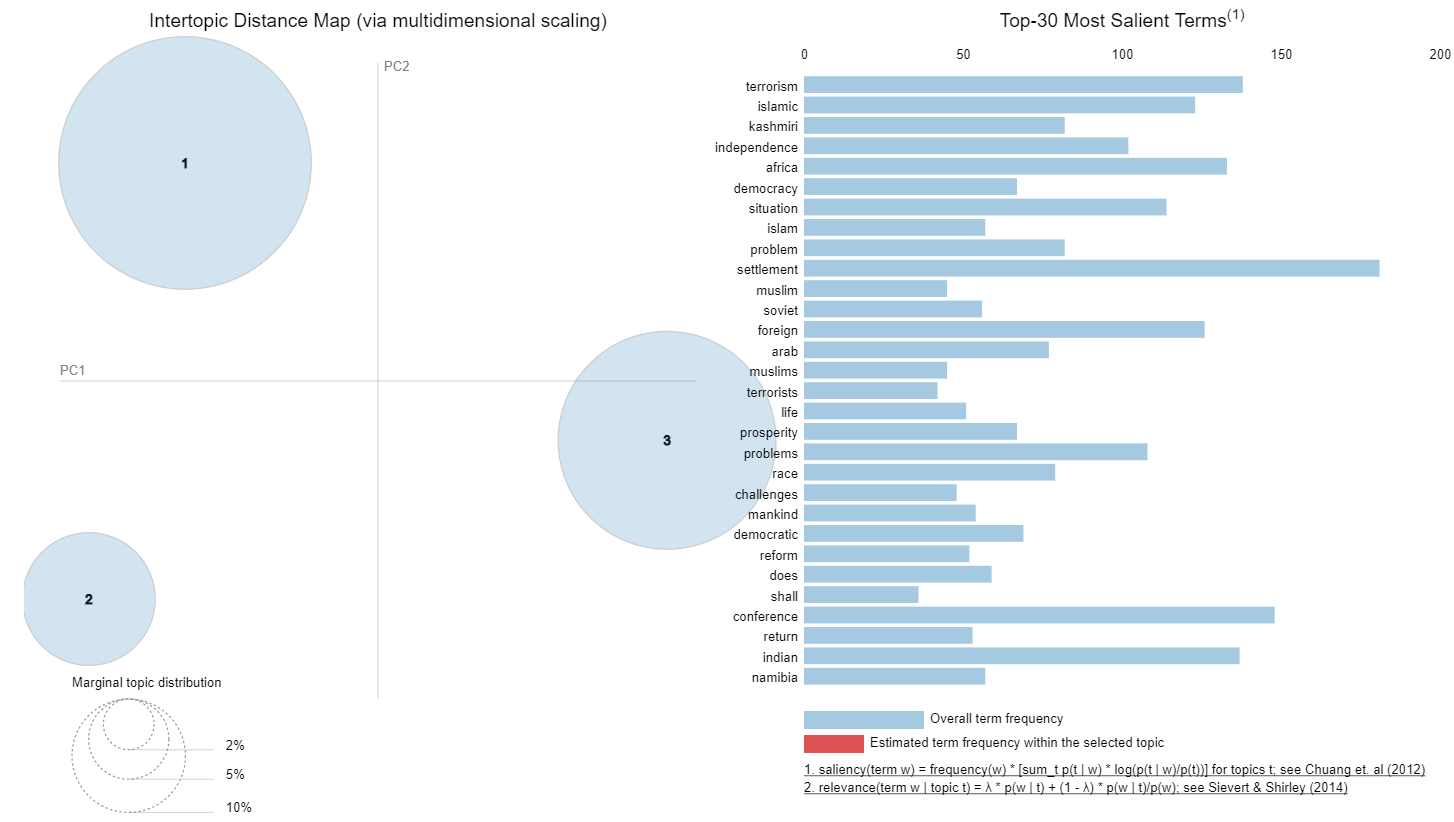 Intertopic Distance Map (via multidimensional scaling)
PC2
1
PC1
3
2
Marginal topic distribution
2%
5%
10%
Top-30 Most Salient Terms(1)
0 50 100 150 200
terrorism
islamic
kashmiri
independence
africa
democracy
situation
islam
problem
settlement
muslim
soviet
foreign
arab
muslims
terrorists
life
prosperity
problems
race
challenges
mankind
democratic
reform
does
shall
conference
return
indian
namibia
Overall term frequency
Estimated term frequency within the selected topic
1. saliency(term w) = frequency(w) * [sum_t p(t | w) * log(p(t | w)/p(t))] for topics t; see Chuang et. al (2012)
2. relevance(term w | topic t) = λ * p(w | t) + (1 - λ) * p(w | t)/p(w); see Sievert & Shirley (2014)